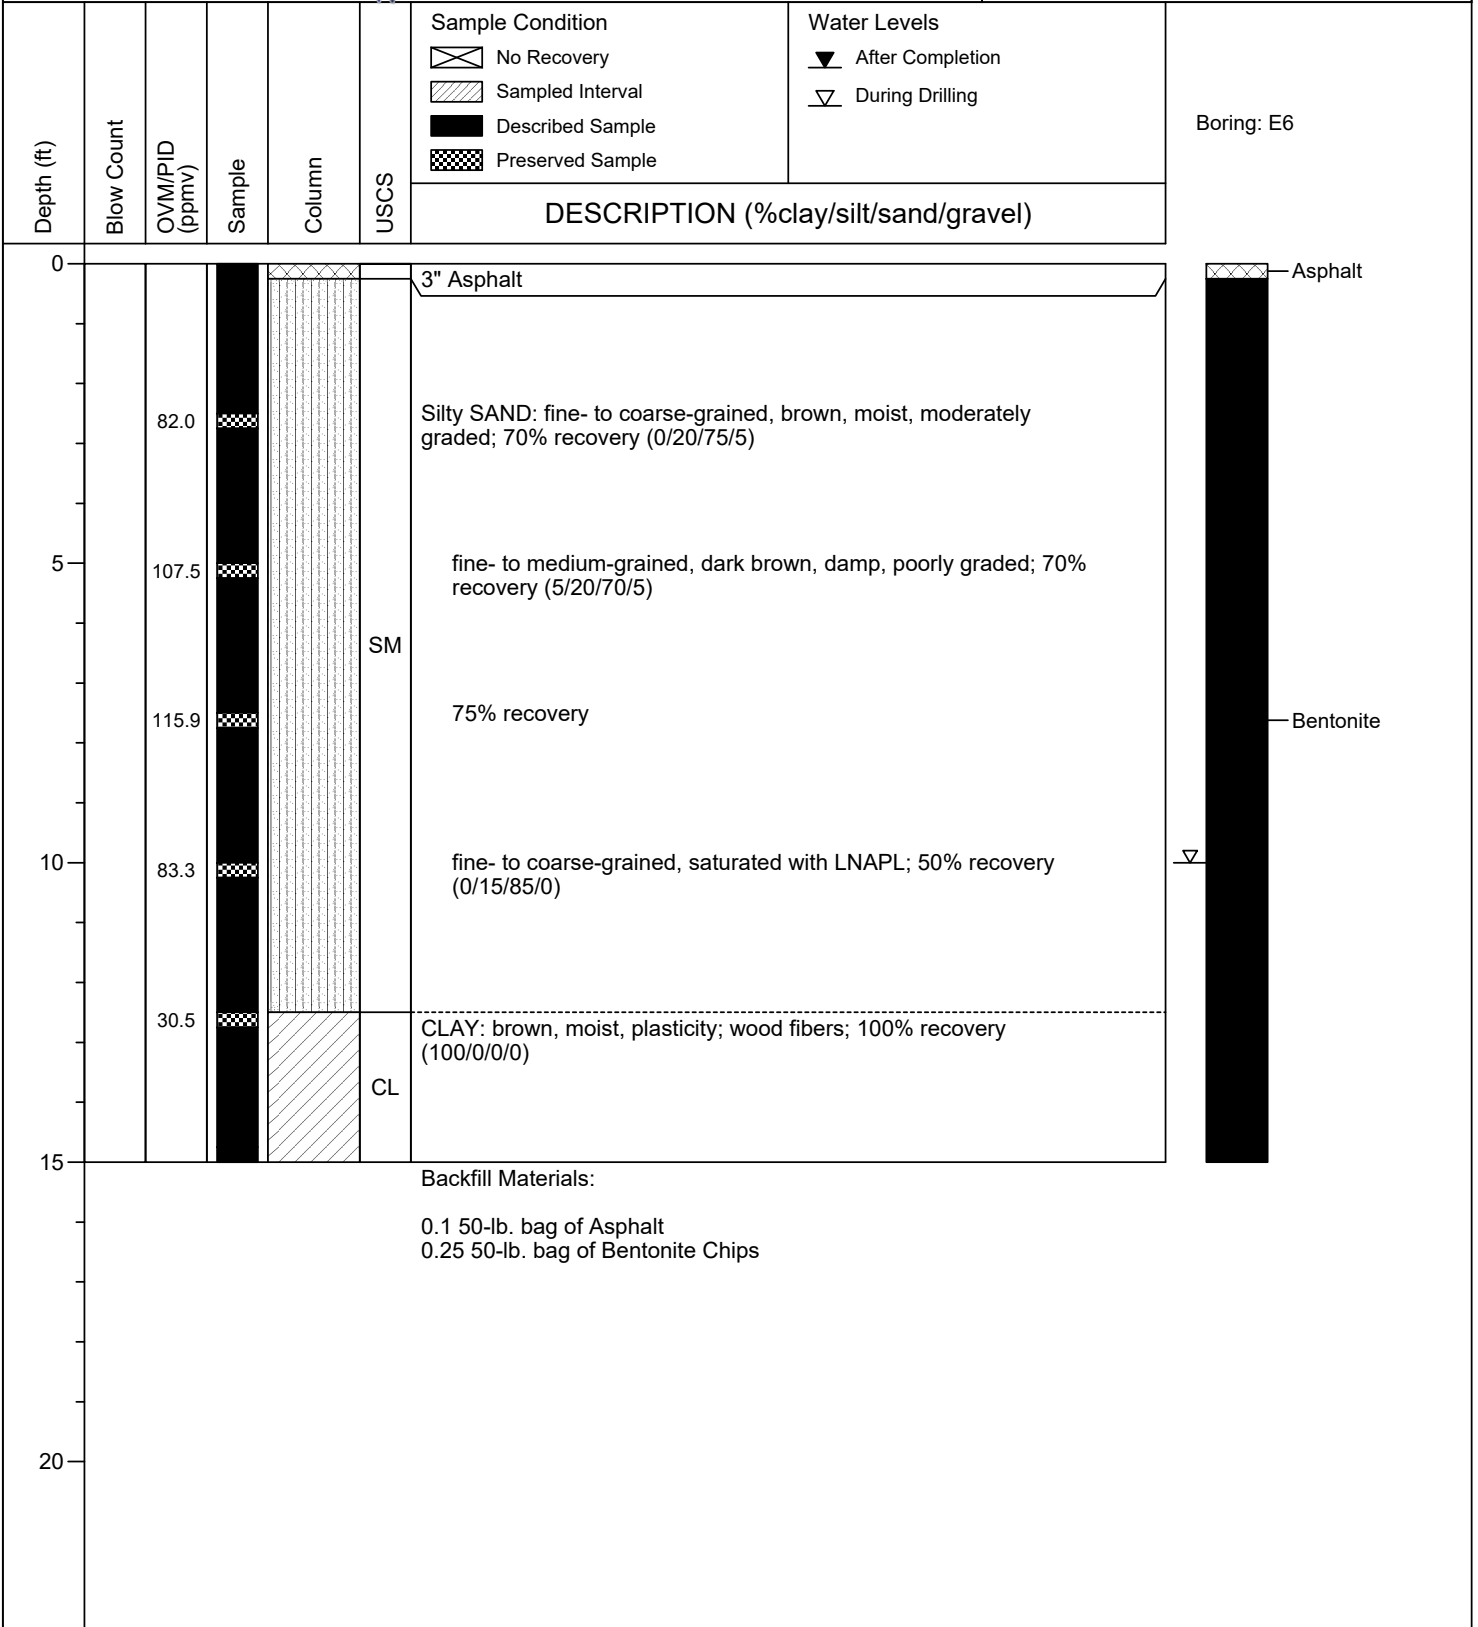 Sample Condition
No Recovery
Sampled Interval
Described Sample
Preserved Sample
Water Levels
After Completion
During Drilling
Boring: E6
Depth (ft)
Blow Count
OVM/PID
(ppmv)
Sample
Column
USCS
DESCRIPTION (%clay/silt/sand/gravel)
0
3" Asphalt
Asphalt
82.0
Silty SAND: fine- to coarse-grained, brown, moist, moderately
graded; 70% recovery (0/20/75/5)
5
107.5
fine- to medium-grained, dark brown, damp, poorly graded; 70%
recovery (5/20/70/5)
SM
115.9
75% recovery
Bentonite
10
83.3
fine- to coarse-grained, saturated with LNAPL; 50% recovery
(0/15/85/0)
30.5
CLAY: brown, moist, plasticity; wood fibers; 100% recovery
(100/0/0/0)
CL
15
Backfill Materials:
0.1 50-lb. bag of Asphalt
0.25 50-lb. bag of Bentonite Chips
20